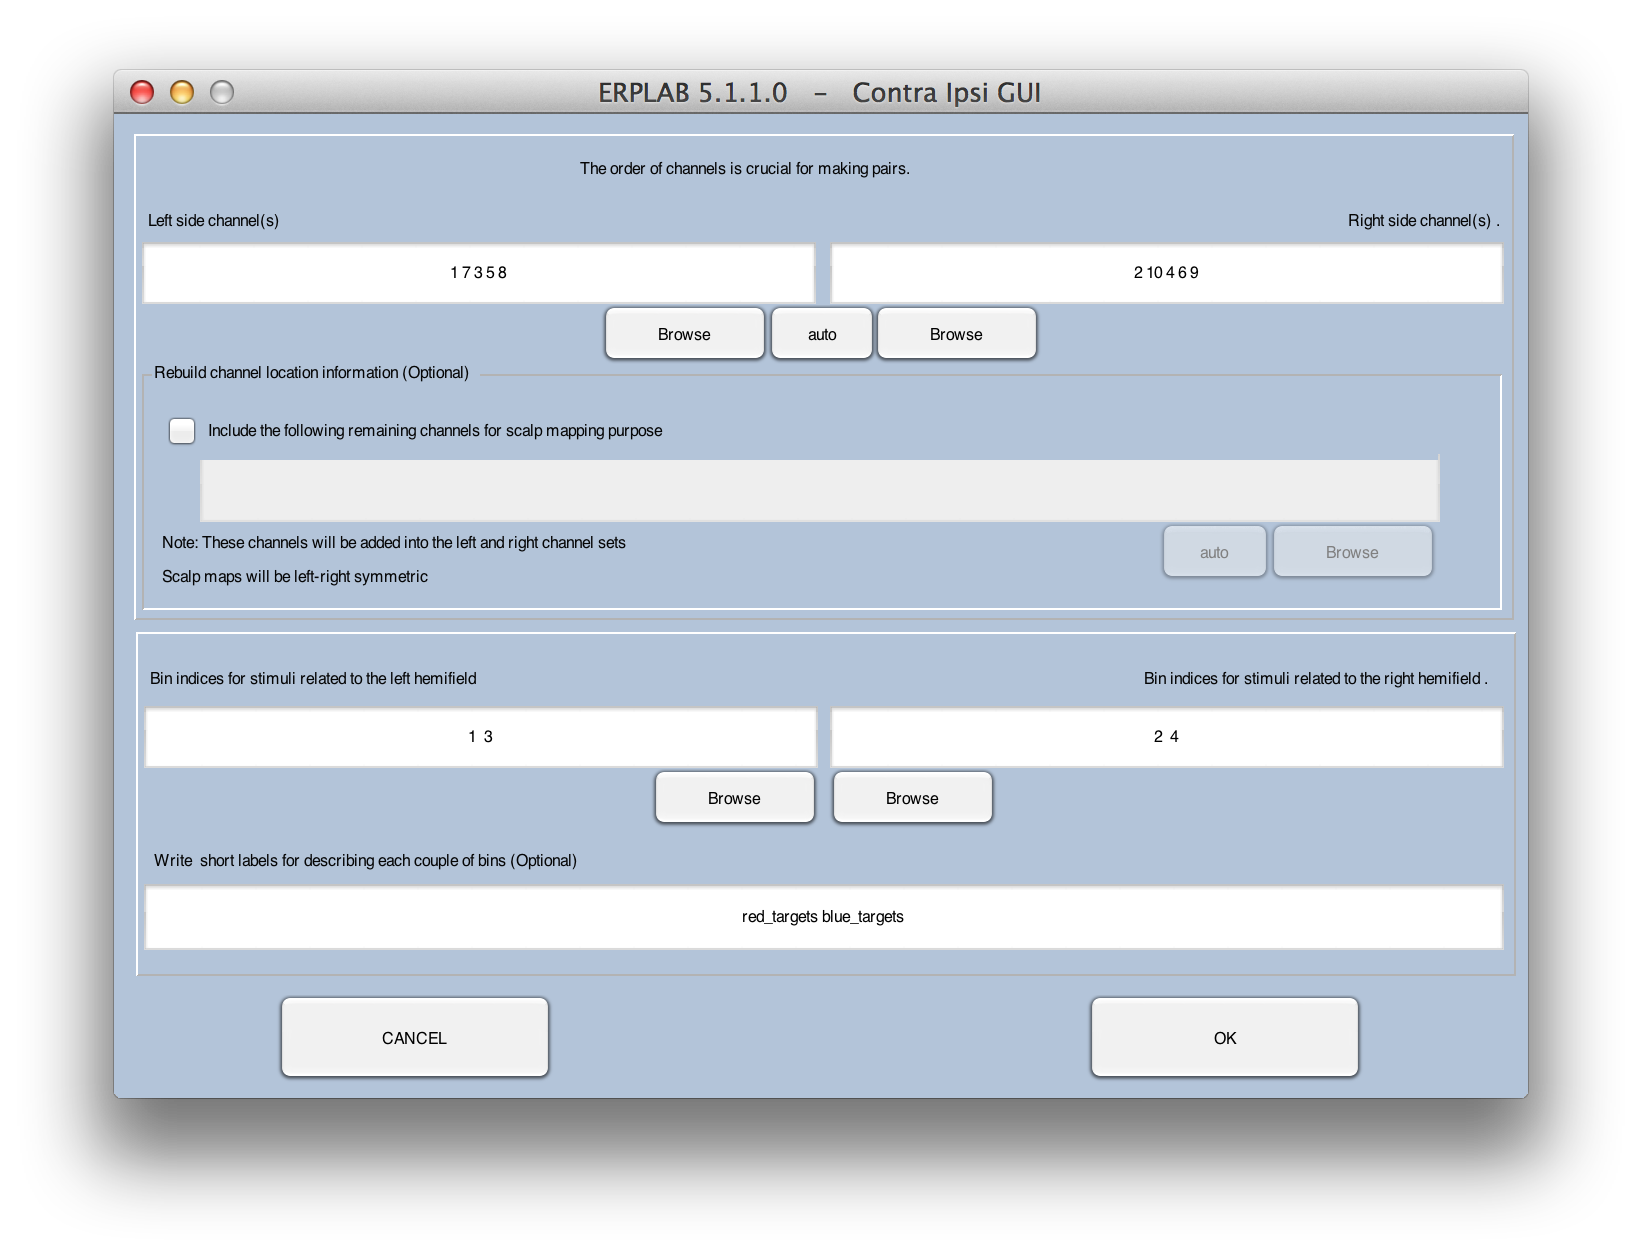 ERPLAB 5.1.1.0 - Contra Ipsi GUI
The order of channels is crucial for making pairs.
Left side channel(s)
Right side channel(s) .
1 7 3 5 8
2 10 4 6 9
Browse
auto
Browse
Rebuild channel location information (Optional)
Include the following remaining channels for scalp mapping purpose
Note: These channels will be added into the left and right channel sets
auto
Browse
Scalp maps will be left-right symmetric
Bin indices for stimuli related to the left hemifield
Bin indices for stimuli related to the right hemifield .
1 3
2 4
Browse
Browse
Write short labels for describing each couple of bins (Optional)
red_targets blue_targets
CANCEL
OK